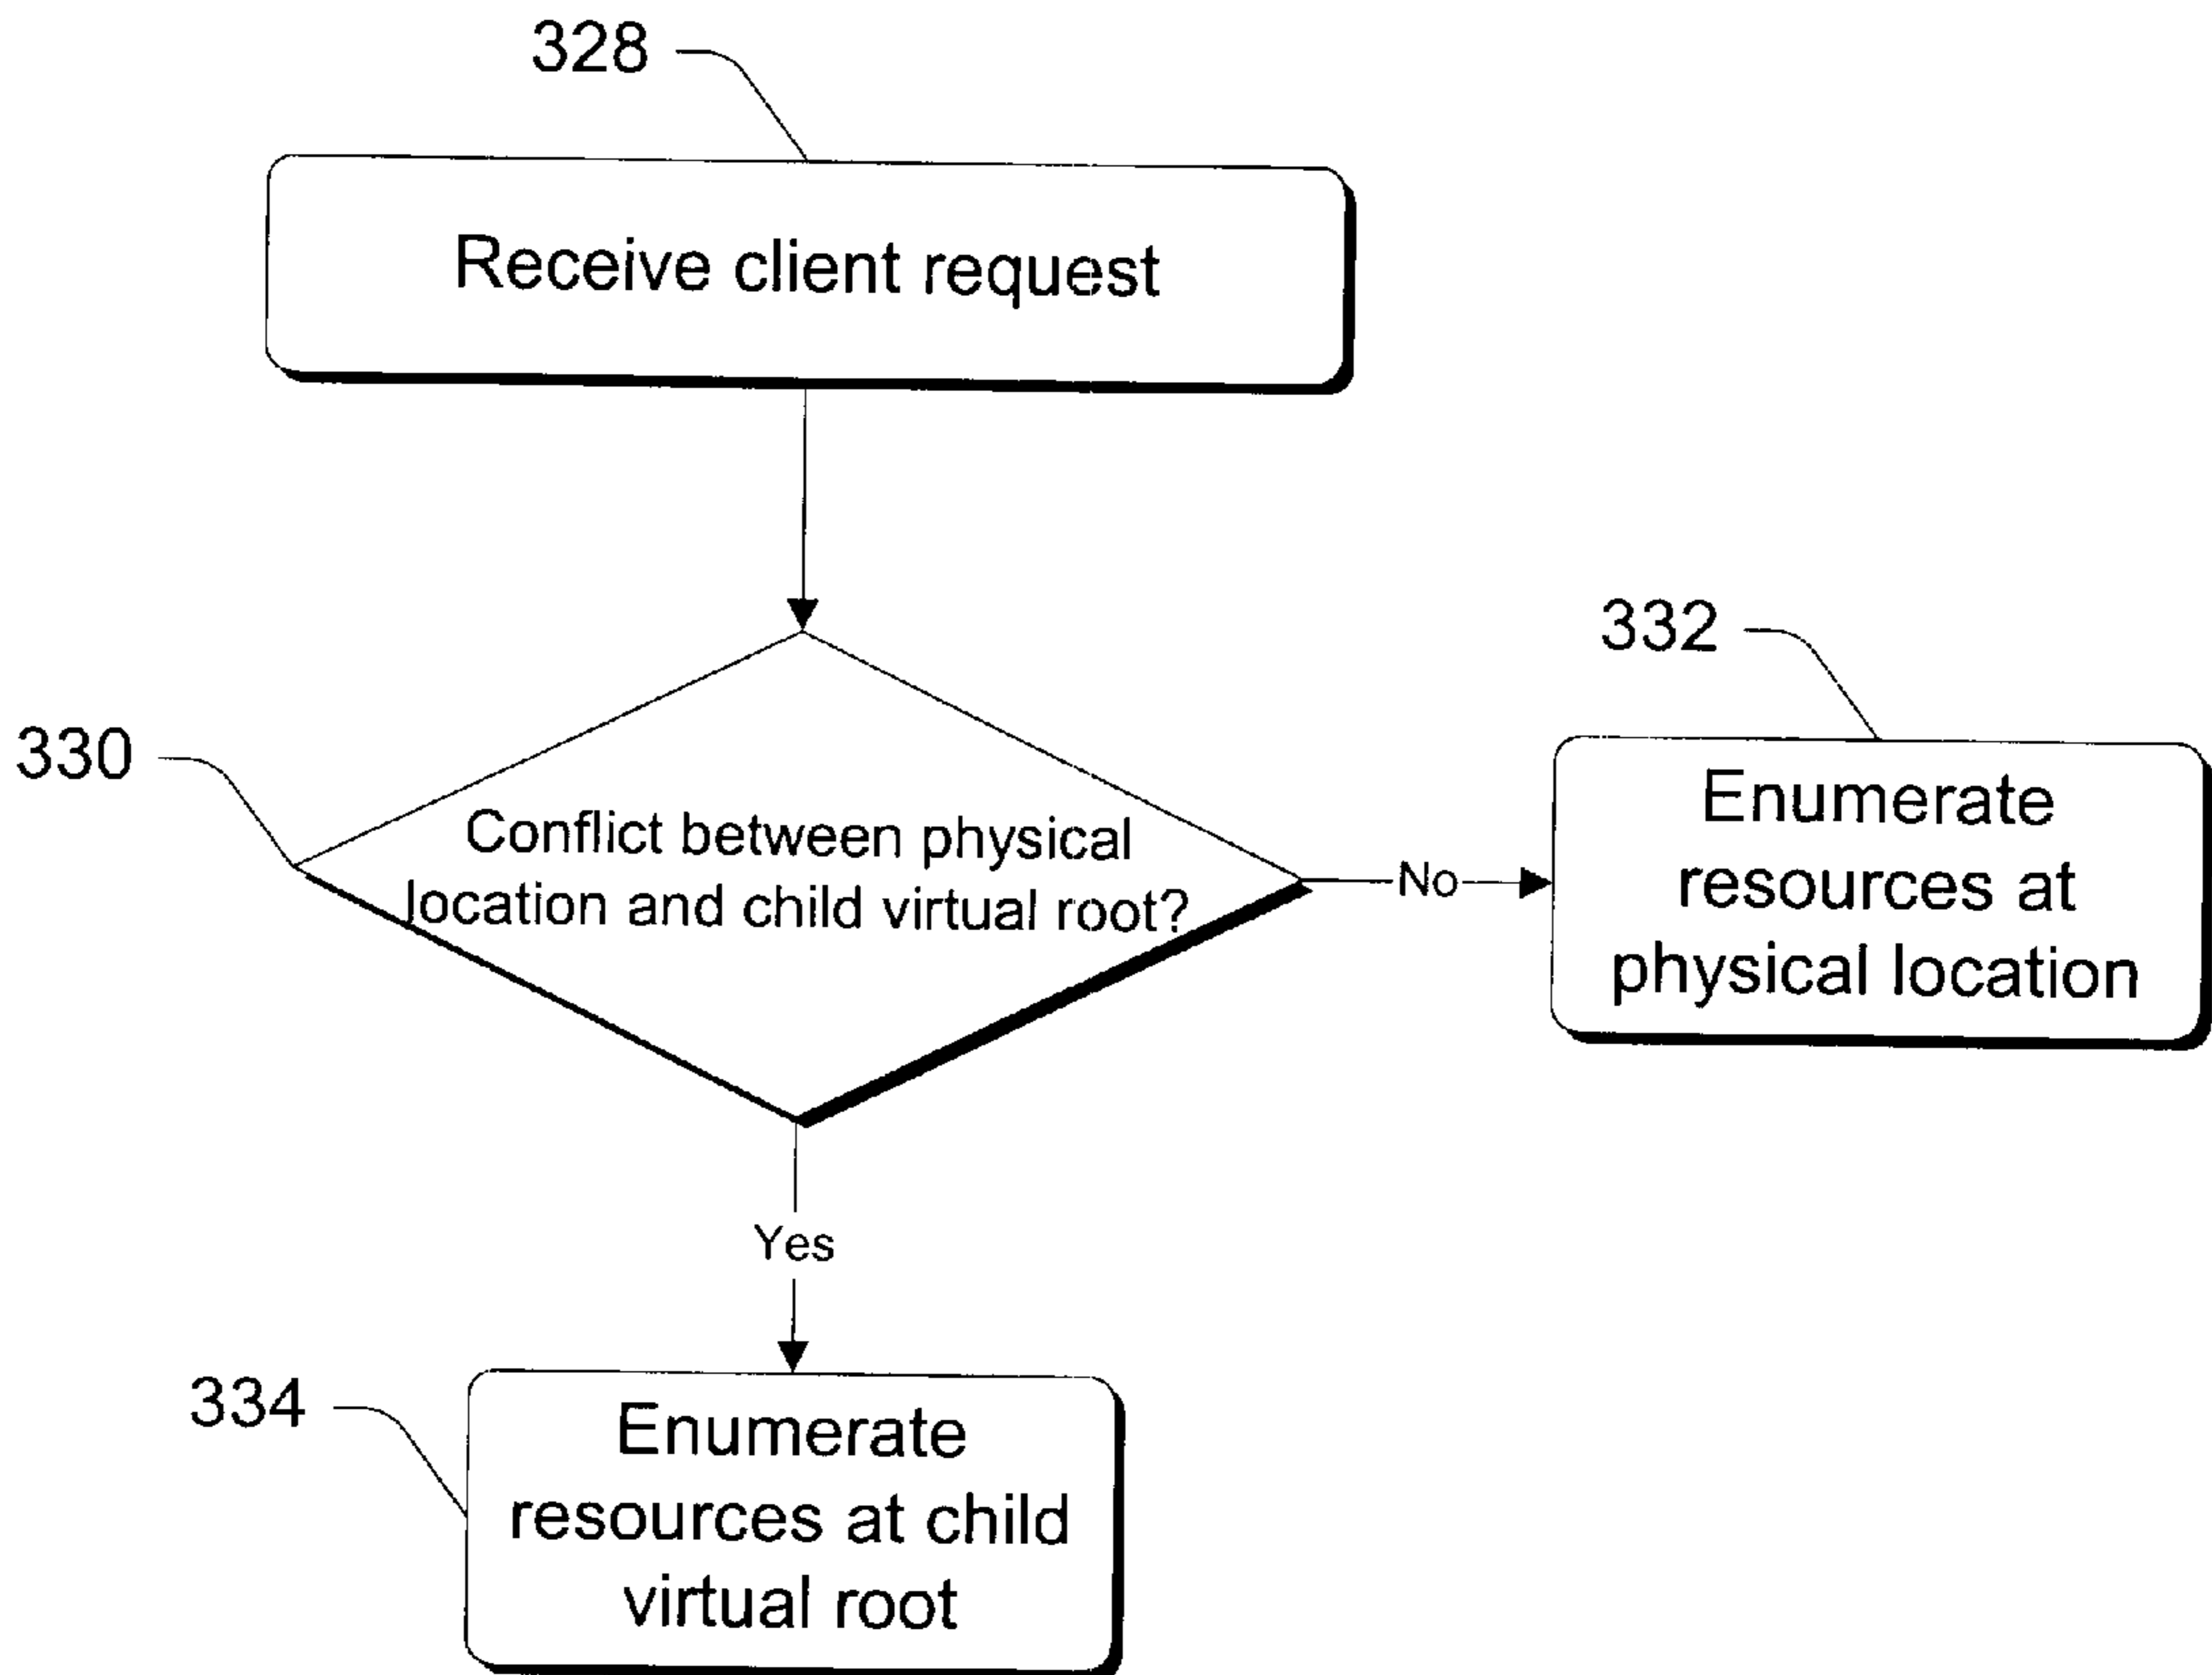 328
Receive client request
332
330
Conflict between physical
location and child virtual root?
No
Enumerate
resources at
physical location
Yes
334
Enumerate
resources at child
virtual root